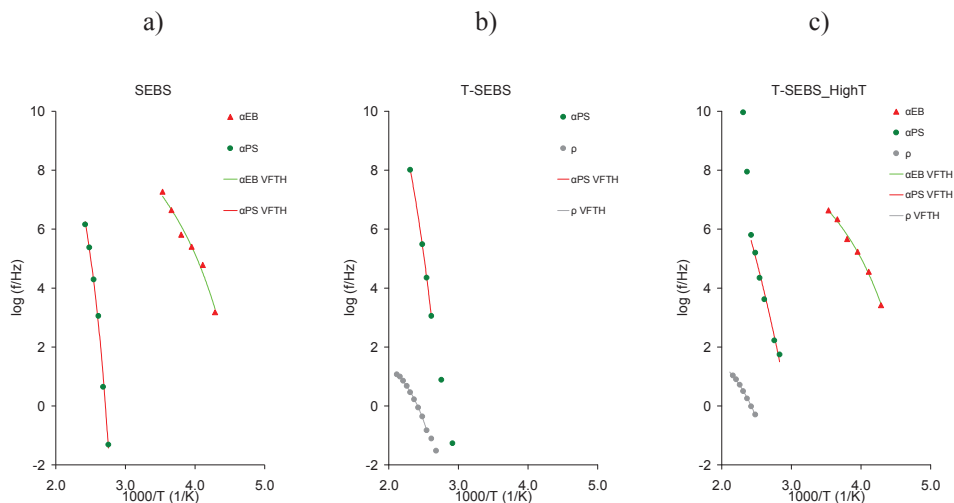 a)
b)
c)
SEBS
10
8
6
4
2
0
-2
log (f/Hz)
2.0 3.0 4.0 5.0
1000/T (1/K)
αEB
αPS
αEB VFTH
αPS VFTH
T-SEBS
10
8
6
4
2
0
-2
log (f/Hz)
2.0 3.0 4.0 5.0
1000/T (1/K)
αPS
ρ
αPS VFTH
ρ VFTH
T-SEBS_HighT
10
8
6
4
2
0
-2
log (f/Hz)
2.0 3.0 4.0 5.0
1000/T (1/K)
αEB
αPS
ρ
αEB VFTH
αPS VFTH
ρ VFTH